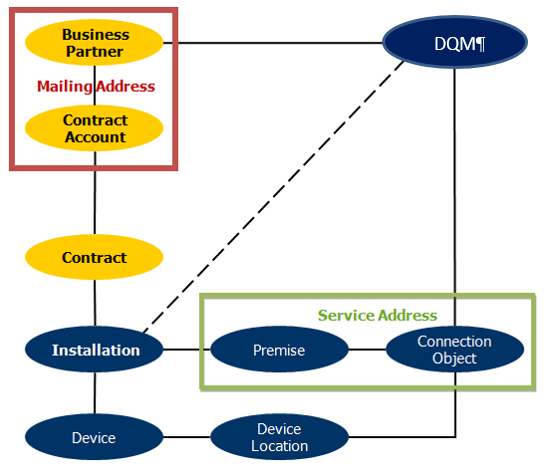 Business
Partner
DQM¶
Mailing Address
Contract
Account
Contract
Service Address
Installation
Premise
Connection
Object
Device
Device
Location